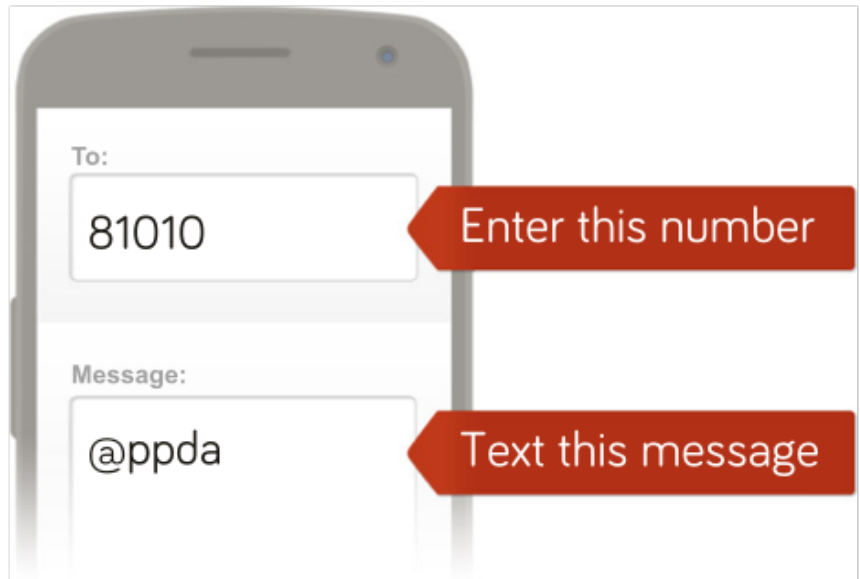 To:
81010
Enter this number
Message:
@ppda
Text this message